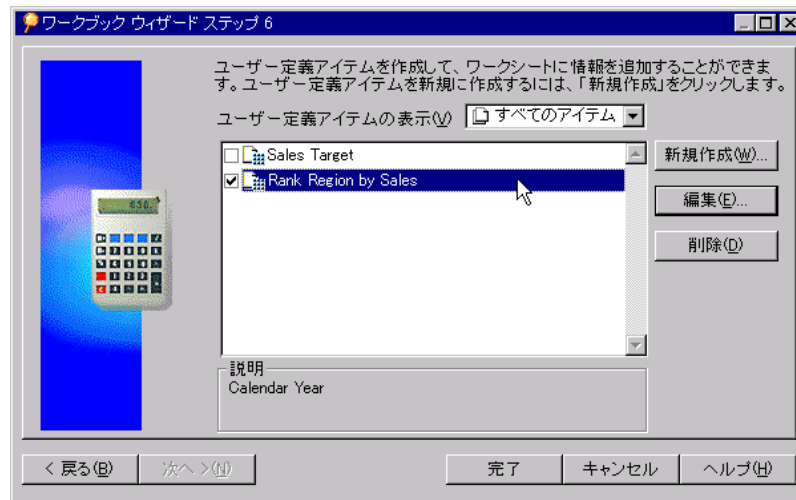 ワークブック ウィザード ステップ 6
ユーザー定義アイテムを作成して、ワークシートに情報を追加することができま
す。ユーザー定義アイテムを新規に作成するには、「新規作成」をクリックします。
ユーザー定義アイテムの表示(V) すべてのアイテム
Sales Target
Rank Region by Sales
新規作成(W)...
編集(E)...
削除(D)
630.
説明
Calendar Year
< 戻る(B) 次へ >(N) 完了 キャンセル ヘルプ(H)